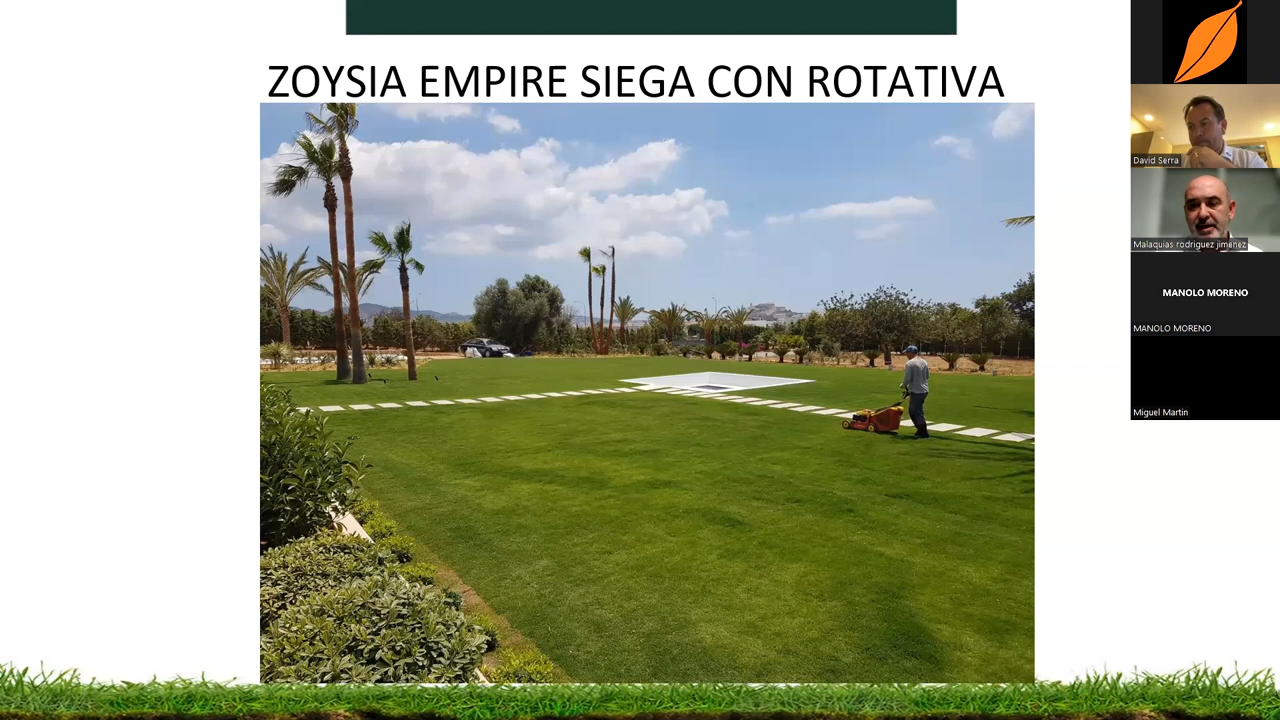 ZOYSIA EMPIRE SIEGA CON ROTATIVA
David Serra
Malaquias rodriguez jimenez
MANOLO MORENO
MANOLO MORENO
Miguel Martin